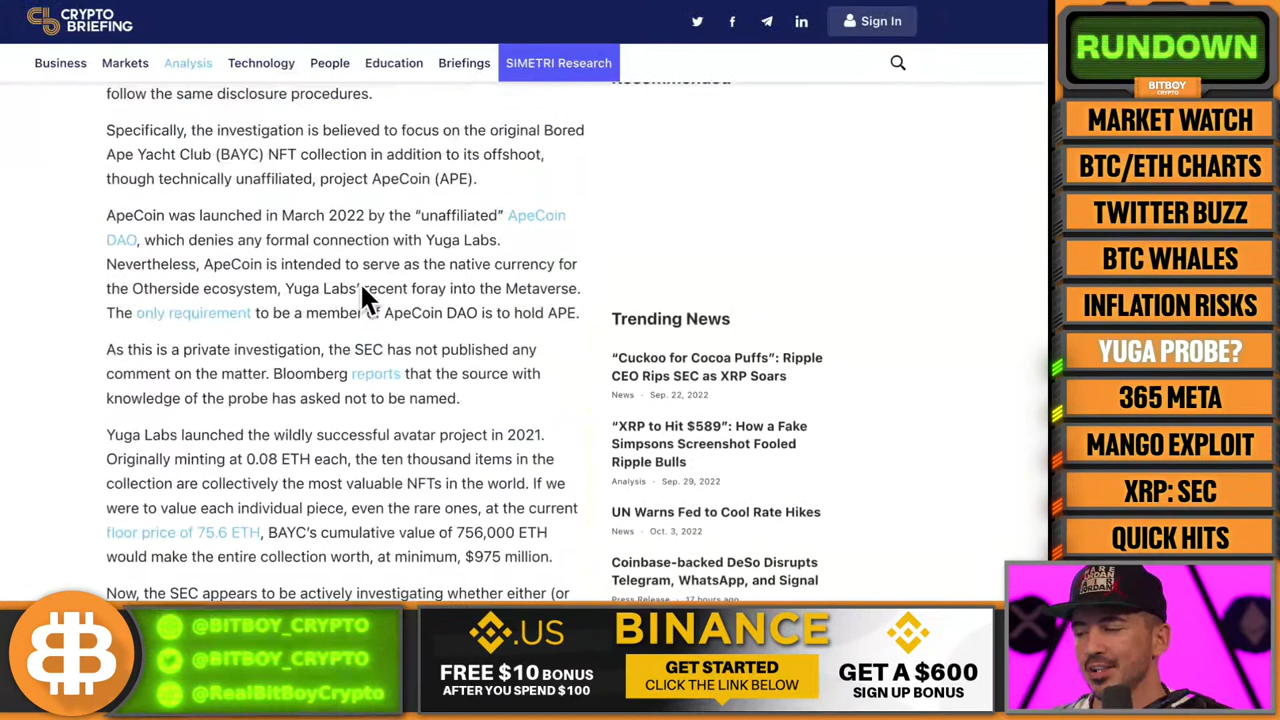 CRYPTO
BRIEFING
Sign In
Business Markets Analysis Technology People Education Briefings SIMETRI Research
follow the same disclosure procedures.
Specifically, the investigation is believed to focus on the original Bored
Ape Yacht Club (BAYC) NFT collection in addition to its offshoot,
though technically unaffiliated, project ApeCoin (APE).
ApeCoin was launched in March 2022 by the “unaffiliated” ApeCoin
DAO, which denies any formal connection with Yuga Labs.
Nevertheless, ApeCoin is intended to serve as the native currency for
the Otherside ecosystem, Yuga Labs’ recent foray into the Metaverse.
The only requirement to be a member of ApeCoin DAO is to hold APE.
As this is a private investigation, the SEC has not published any
comment on the matter. Bloomberg reports that the source with
knowledge of the probe has asked not to be named.
Yuga Labs launched the wildly successful avatar project in 2021.
Originally minting at 0.08 ETH each, the ten thousand items in the
collection are collectively the most valuable NFTs in the world. If we
were to value each individual piece, even the rare ones, at the current
floor price of 75.6 ETH, BAYC’s cumulative value of 756,000 ETH
would make the entire collection worth, at minimum, $975 million.
Now, the SEC appears to be actively investigating whether either (or
Recommended
Trending News
“Cuckoo for Cocoa Puffs”: Ripple
CEO Rips SEC as XRP Soars
News · Sep. 22, 2022
“XRP to Hit $589”: How a Fake
Simpsons Screenshot Fooled
Ripple Bulls
Analysis · Sep. 29, 2022
UN Warns Fed to Cool Rate Hikes
News · Oct. 3, 2022
Coinbase-backed DeSo Disrupts
Telegram, WhatsApp, and Signal
Press Release · 17 hours ago
RUNDOWN
BITBOY
CRYPTO
MARKET WATCH
BTC/ETH CHARTS
TWITTER BUZZ
BTC WHALES
INFLATION RISKS
YUGA PROBE?
365 META
MANGO EXPLOIT
XRP: SEC
QUICK HITS
@BITBOY_CRYPTO
@BITBOY_CRYPTO
@RealBitBoyCrypto
.US
FREE $10 BONUS
AFTER YOU SPEND $100
BINANCE
GET STARTED
CLICK THE LINK BELOW
GET A $600
SIGN UP BONUS